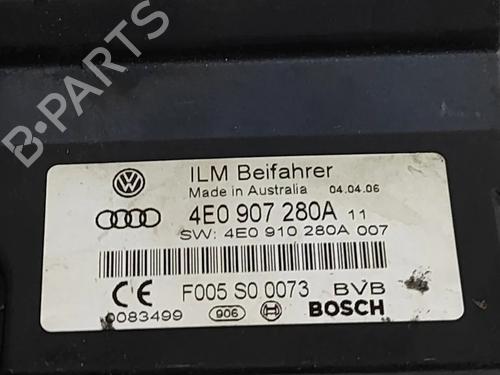 B-PARTS
ILM Beifahrer
Made in Australia 04.04.06
4E0 907 280A 11
SW: 4E0 910 280A 007
F005 S0 0073 BVB
0083499 906 BOSCH